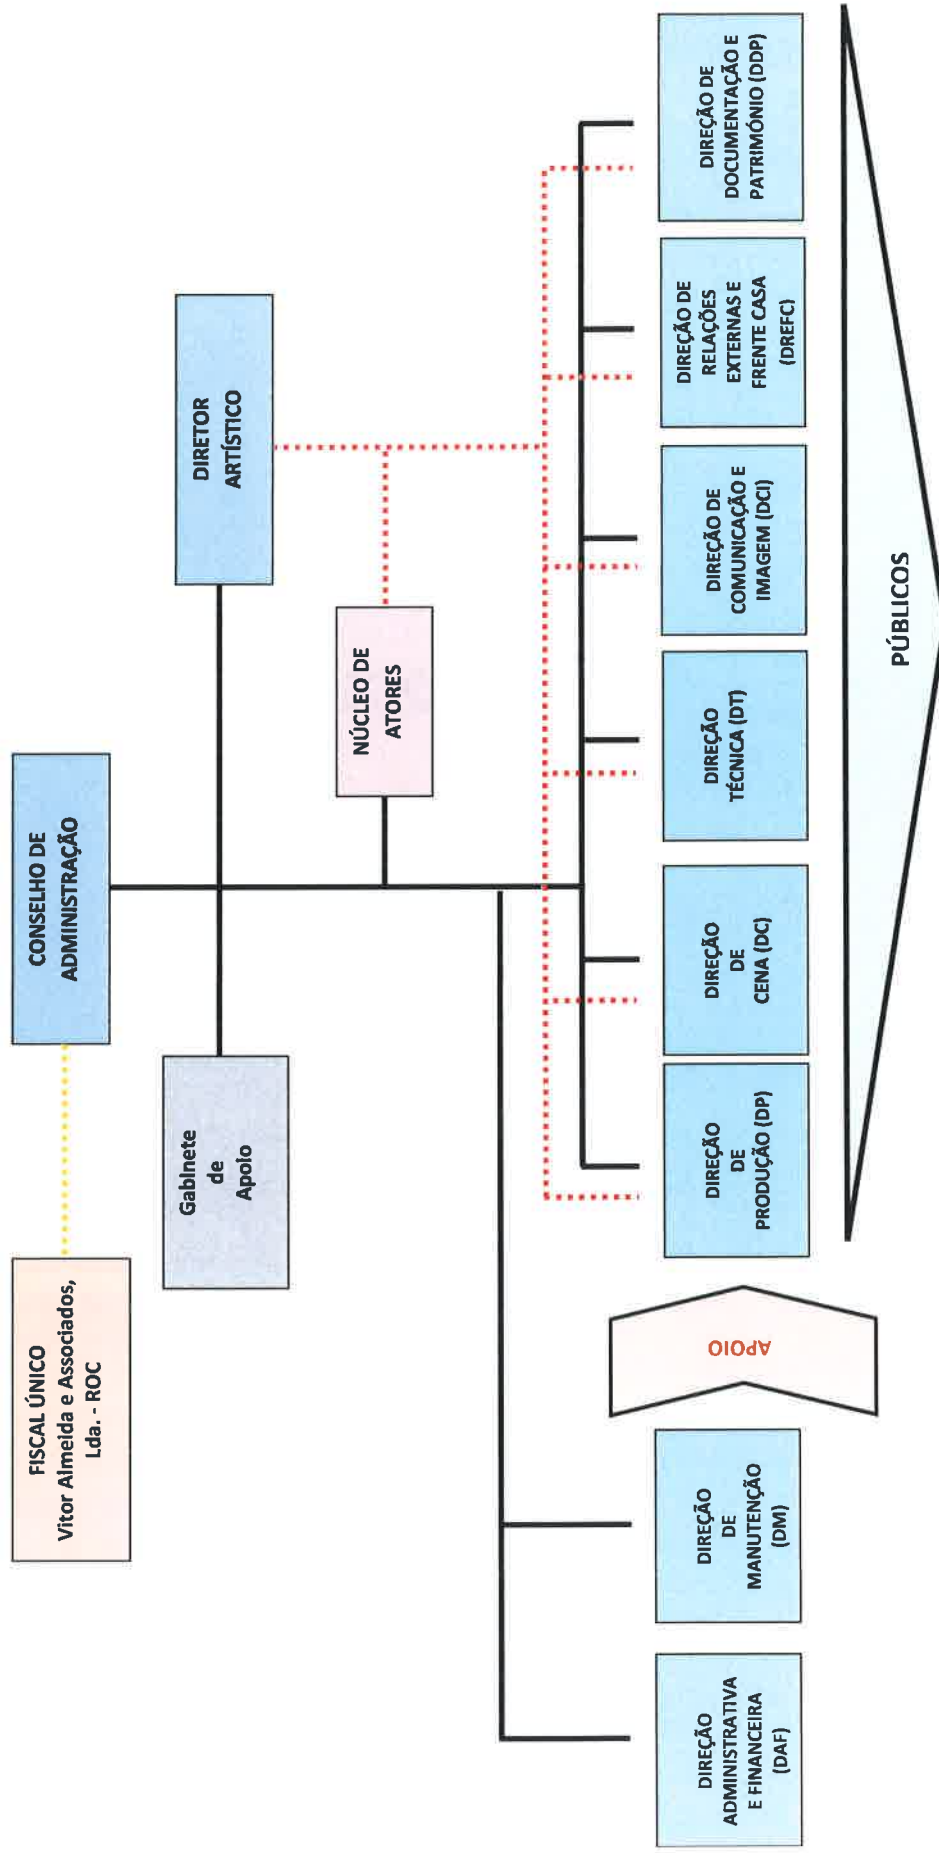 FISCAL ÚNICO
Vitor Almeida e Associados,
Lda. - ROC
CONSELHO DE
ADMINISTRAÇÃO
Gabinete
de
Apoio
DIRETOR
ARTÍSTICO
NÚCLEO DE
ATORES
DIREÇÃO
ADMINISTRATIVA
E FINANCEIRA
(DAF)
DIREÇÃO
DE
MANUTENÇÃO
(DM)
APOIO
DIREÇÃO
DE
PRODUÇÃO (DP)
DIREÇÃO
DE
CENA (DC)
DIREÇÃO
TÉCNICA (DT)
DIREÇÃO DE
COMUNICAÇÃO E
IMAGEM (DCI)
DIREÇÃO DE
RELAÇÕES
EXTERNAS E
FRENTE CASA
(DREFC)
DIREÇÃO DE
DOCUMENTAÇÃO E
PATRIMÓNIO (DDP)
PÚBLICOS